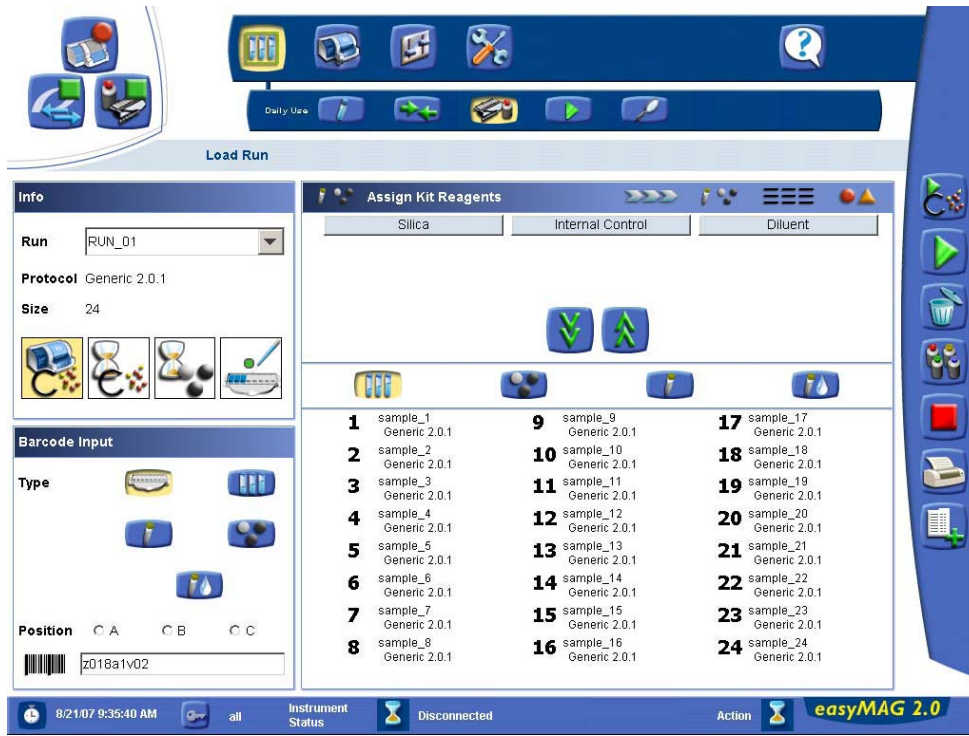 Daily Use
Load Run
Info
Run RUN_01
Protocol Generic 2.0.1
Size 24
Barcode Input
Type
Position A B C
z018a1v02
Assign Kit Reagents
Silica Internal Control Diluent
1 sample_1 9 sample_9 17 sample_17
Generic 2.0.1 Generic 2.0.1 Generic 2.0.1
2 sample_2 10 sample_10 18 sample_18
Generic 2.0.1 Generic 2.0.1 Generic 2.0.1
3 sample_3 11 sample_11 19 sample_19
Generic 2.0.1 Generic 2.0.1 Generic 2.0.1
4 sample_4 12 sample_12 20 sample_20
Generic 2.0.1 Generic 2.0.1 Generic 2.0.1
5 sample_5 13 sample_13 21 sample_21
Generic 2.0.1 Generic 2.0.1 Generic 2.0.1
6 sample_6 14 sample_14 22 sample_22
Generic 2.0.1 Generic 2.0.1 Generic 2.0.1
7 sample_7 15 sample_15 23 sample_23
Generic 2.0.1 Generic 2.0.1 Generic 2.0.1
8 sample_8 16 sample_16 24 sample_24
Generic 2.0.1 Generic 2.0.1 Generic 2.0.1
8/21/07 9:35:40 AM all Instrument Status Disconnected Action easyMAG 2.0